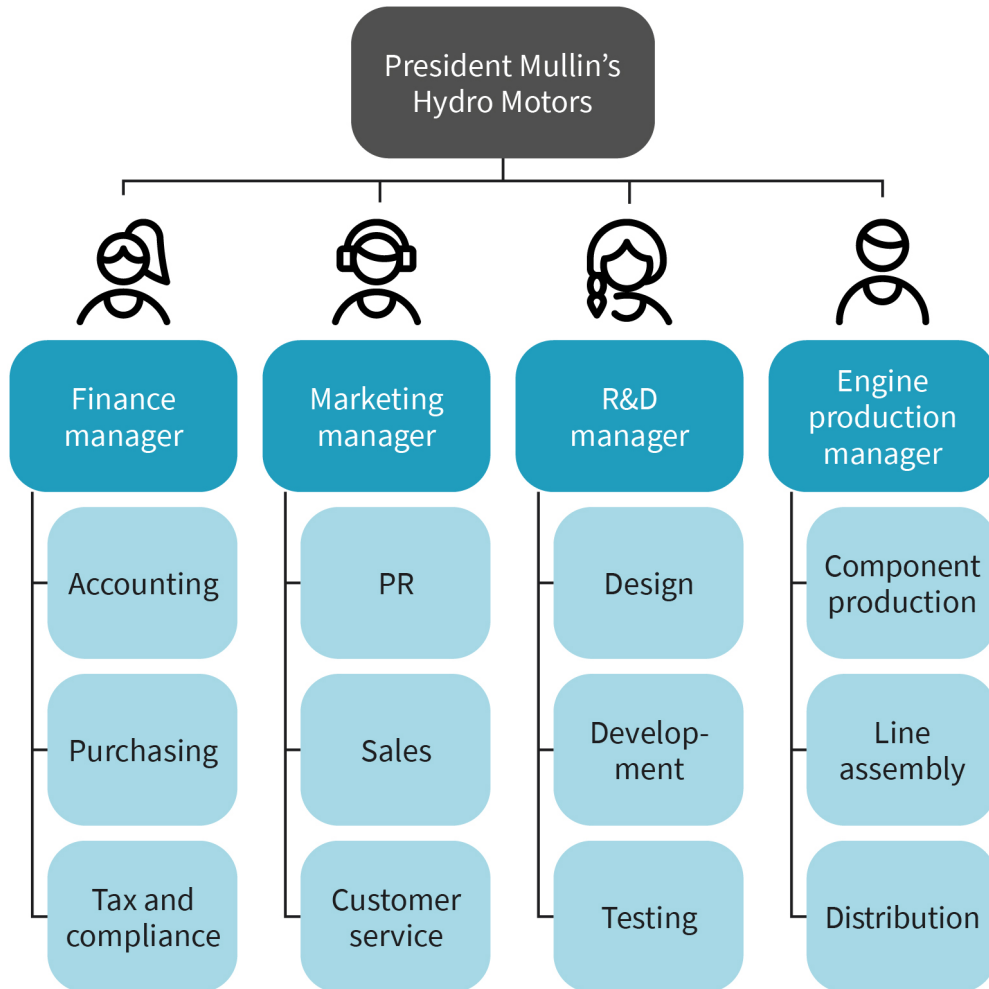 President Mullin’s
Hydro Motors
Finance
manager
Accounting
Purchasing
Tax and
compliance
Marketing
manager
PR
Sales
Customer
service
R&D
manager
Design
Develop-
ment
Testing
Engine
production
manager
Component
production
Line
assembly
Distribution